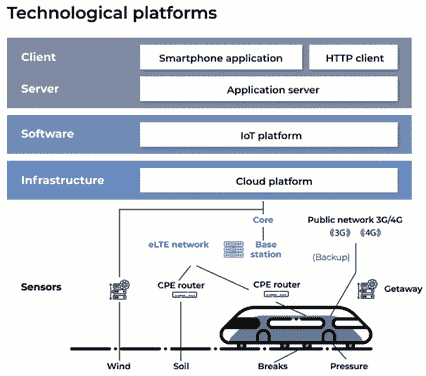 Technological platforms
Client
Smartphone application
HTTP client
Server
Application server
Software
IoT platform
Infrastructure
Cloud platform
Core
Public network 3G/4G
eLTE network
Base
station
3G
4G
(Backup)
Sensors
CPE router
CPE router
Getaway
Wind
Soil
Breaks
Pressure